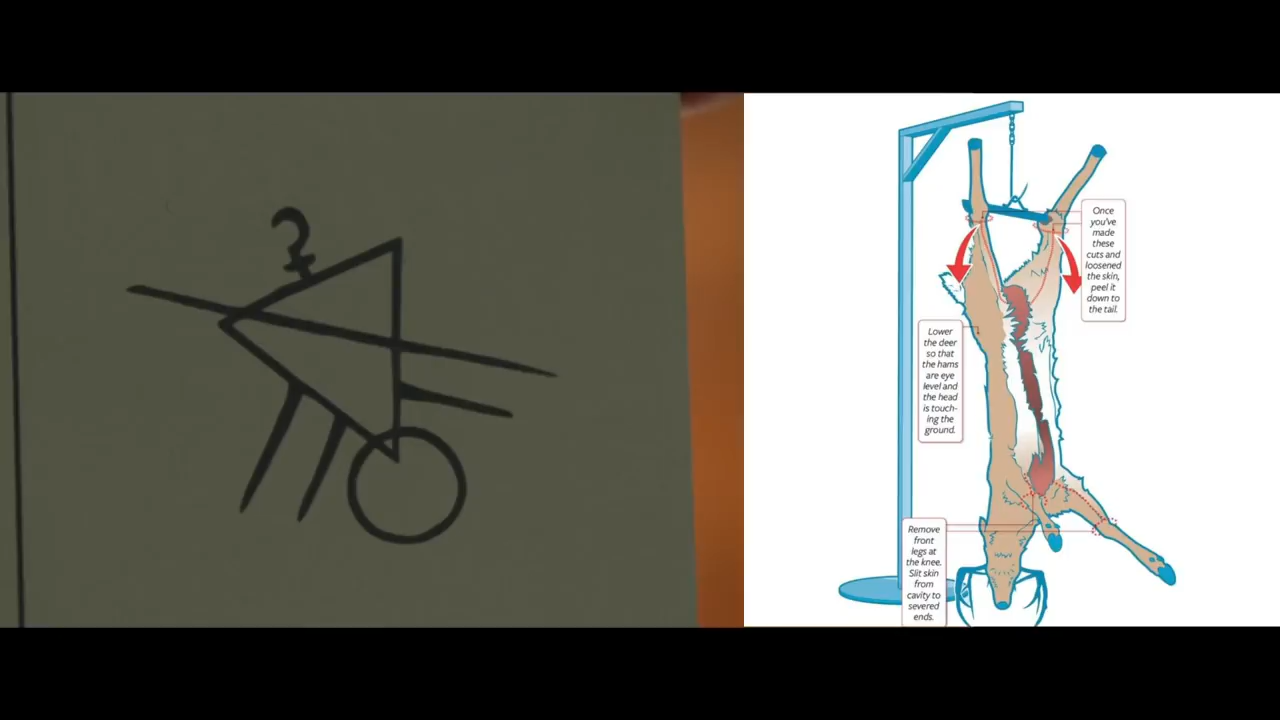 Once
you've
made
these
cuts and
loosened
the skin,
peel it
down to
the tail.
Lower
the deer
so that
the hams
are eye
level and
the head
is touch-
ing the
ground.
Remove
front
legs at
the knee.
Slit skin
from
cavity to
severed
ends.